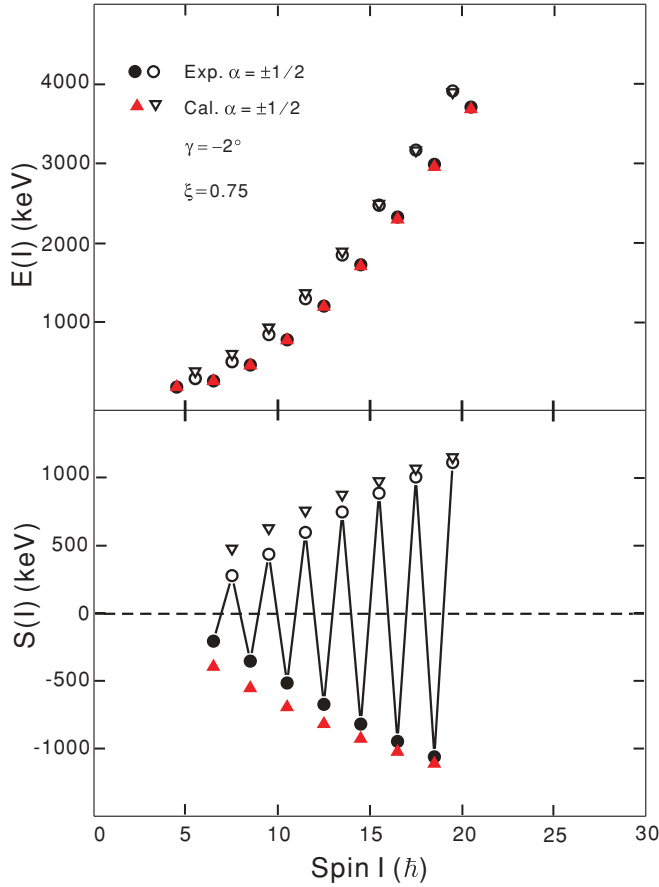 4000
3000
2000
1000
E(I) (keV)
Exp. α = ±1/2
Cal. α = ±1/2
γ=−2°
ξ=0.75
1000
500
0
-500
-1000
S(I) (keV)
0 5 10 15 20 25 30
Spin I (ℏ)